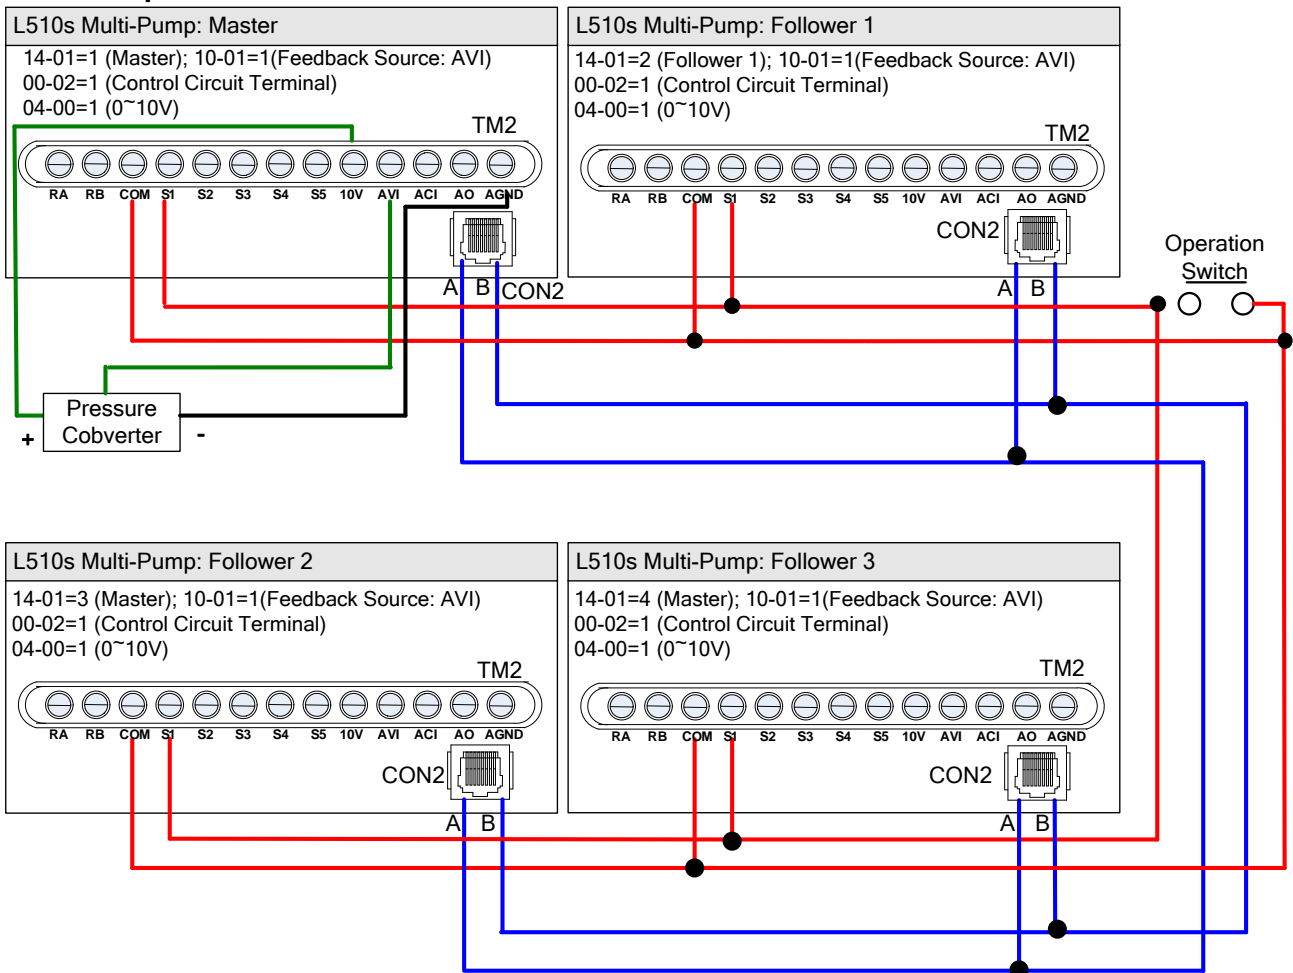 L510s Multi-Pump: Master
14-01=1 (Master); 10-01=1(Feedback Source: AVI)
00-02=1 (Control Circuit Terminal)
04-00=1 (0~10V)
TM2
RA RB COM S1 S2 S3 S4 S5 10V AVI ACI AO AGND
A B CON2
L510s Multi-Pump: Follower 1
14-01=2 (Follower 1); 10-01=1(Feedback Source: AVI)
00-02=1 (Control Circuit Terminal)
04-00=1 (0~10V)
TM2
RA RB COM S1 S2 S3 S4 S5 10V AVI ACI AO AGND
CON2
A B
Operation
Switch
Pressure
Cobverter
+ -
L510s Multi-Pump: Follower 2
14-01=3 (Master); 10-01=1(Feedback Source: AVI)
00-02=1 (Control Circuit Terminal)
04-00=1 (0~10V)
TM2
RA RB COM S1 S2 S3 S4 S5 10V AVI ACI AO AGND
CON2
A B
L510s Multi-Pump: Follower 3
14-01=4 (Master); 10-01=1(Feedback Source: AVI)
00-02=1 (Control Circuit Terminal)
04-00=1 (0~10V)
TM2
RA RB COM S1 S2 S3 S4 S5 10V AVI ACI AO AGND
CON2
A B